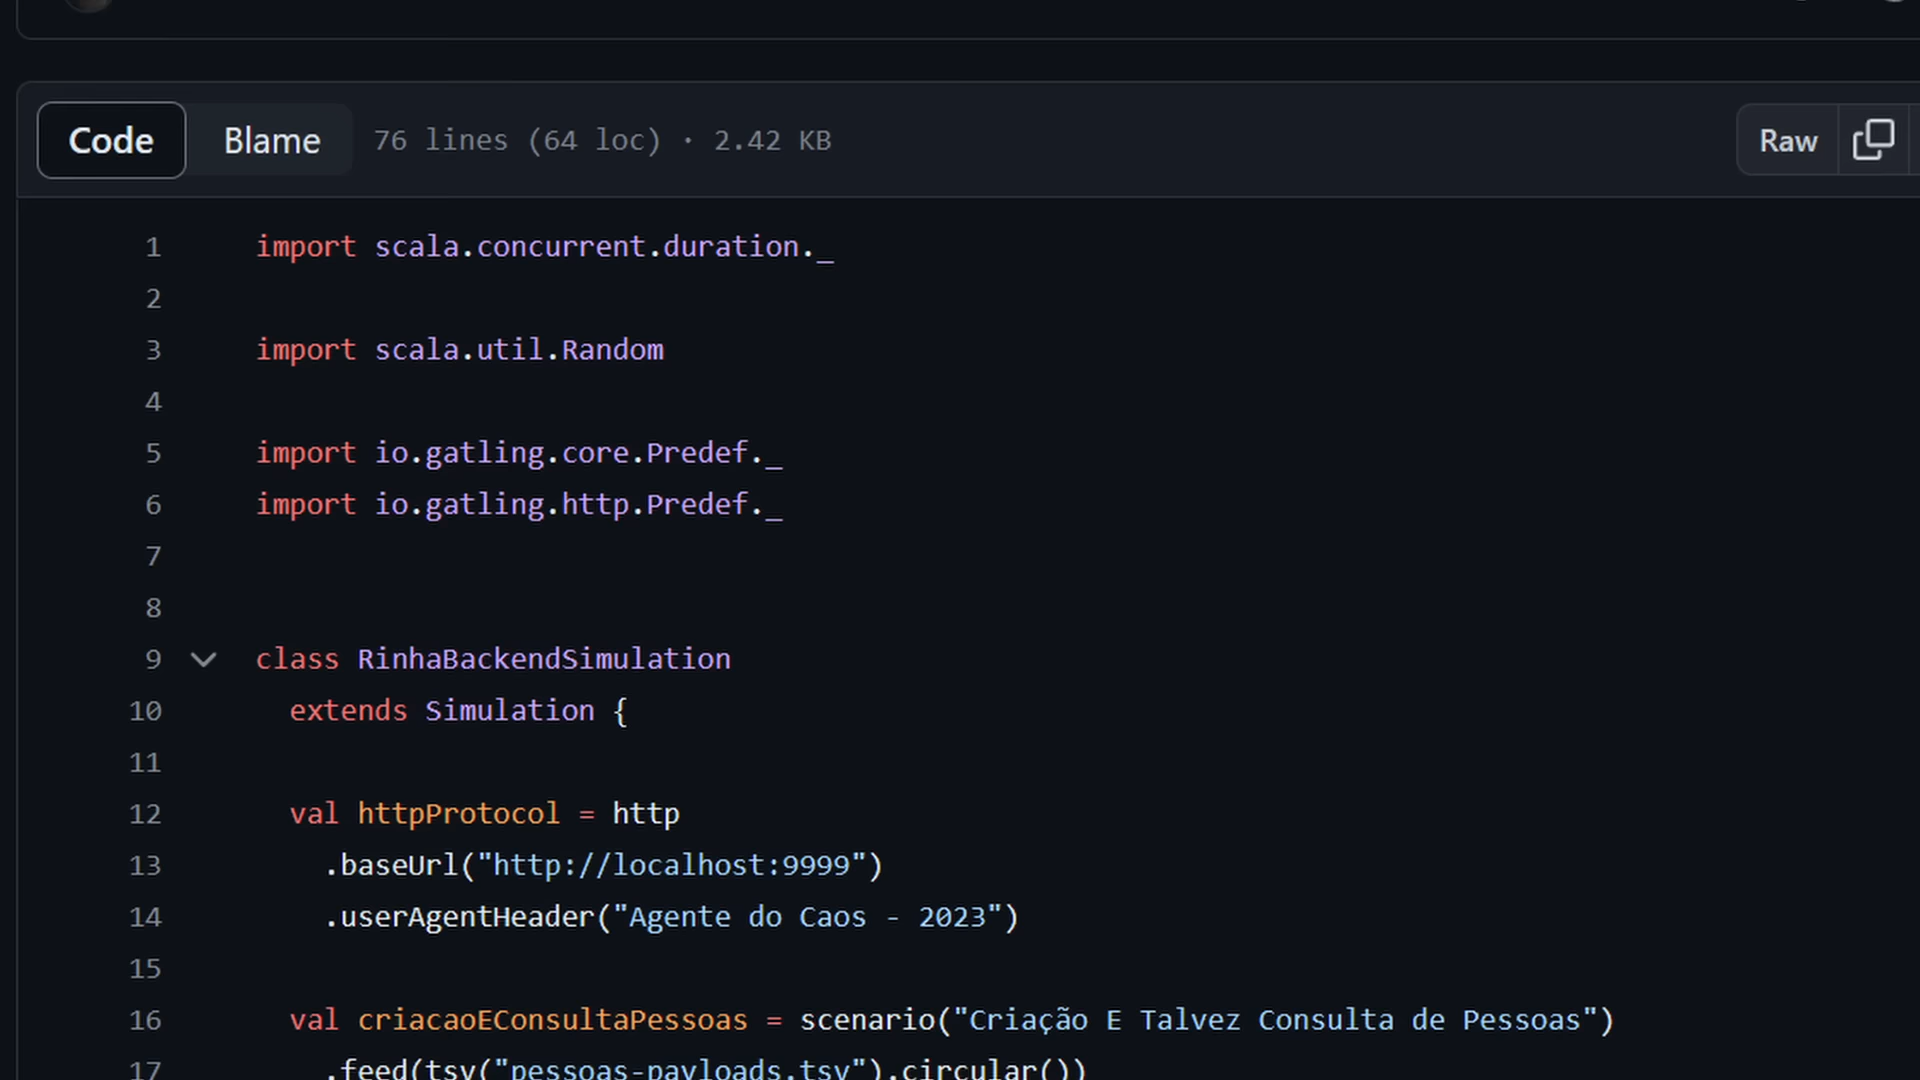 Code Blame 76 lines (64 loc) · 2.42 KB Raw
1 import scala.concurrent.duration._
2
3 import scala.util.Random
4
5 import io.gatling.core.Predef._
6 import io.gatling.http.Predef._
7
8
9 class RinhaBackendSimulation
10 extends Simulation {
11
12 val httpProtocol = http
13 .baseUrl("http://localhost:9999")
14 .userAgentHeader("Agente do Caos - 2023")
15
16 val criacaoEConsultaPessoas = scenario("Criação E Talvez Consulta de Pessoas")
17 .feed(tsv("pessoas-payloads.tsv").circular())